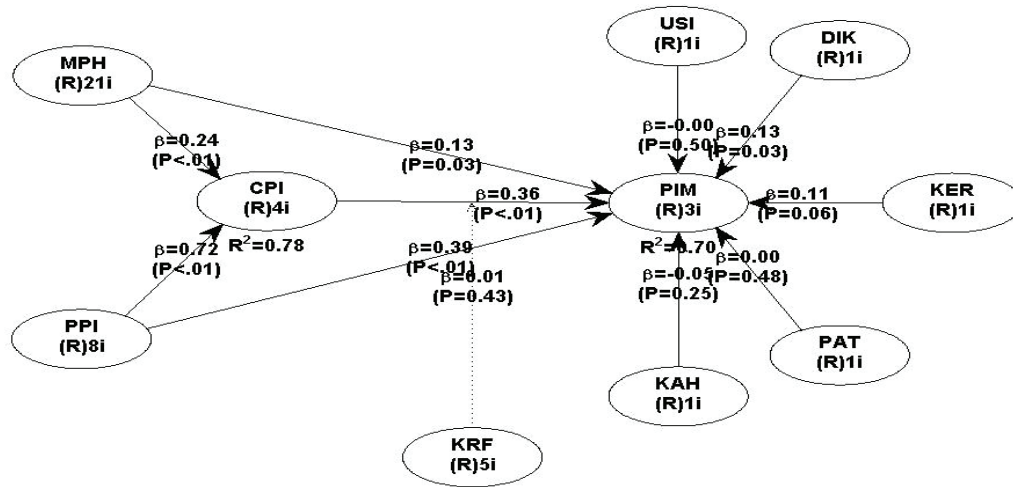 USI
(R)1i
DIK
(R)1i
MPH
(R)21i
β=0.24
(P<.01)
β=0.13
(P=0.03)
β=-0.00
(P=0.50)
β=0.13
(P=0.03)
CPI
(R)4i
R²=0.78
β=0.36
(P<.01)
PIM
(R)3i
R²=0.70
β=0.11
(P=0.06)
KER
(R)1i
β=0.72
(P<.01)
β=0.39
(P<.01)
β=0.01
(P=0.43)
β=-0.05
(P=0.25)
β=0.00
(P=0.48)
PPI
(R)8i
PAT
(R)1i
KAH
(R)1i
KRF
(R)5i